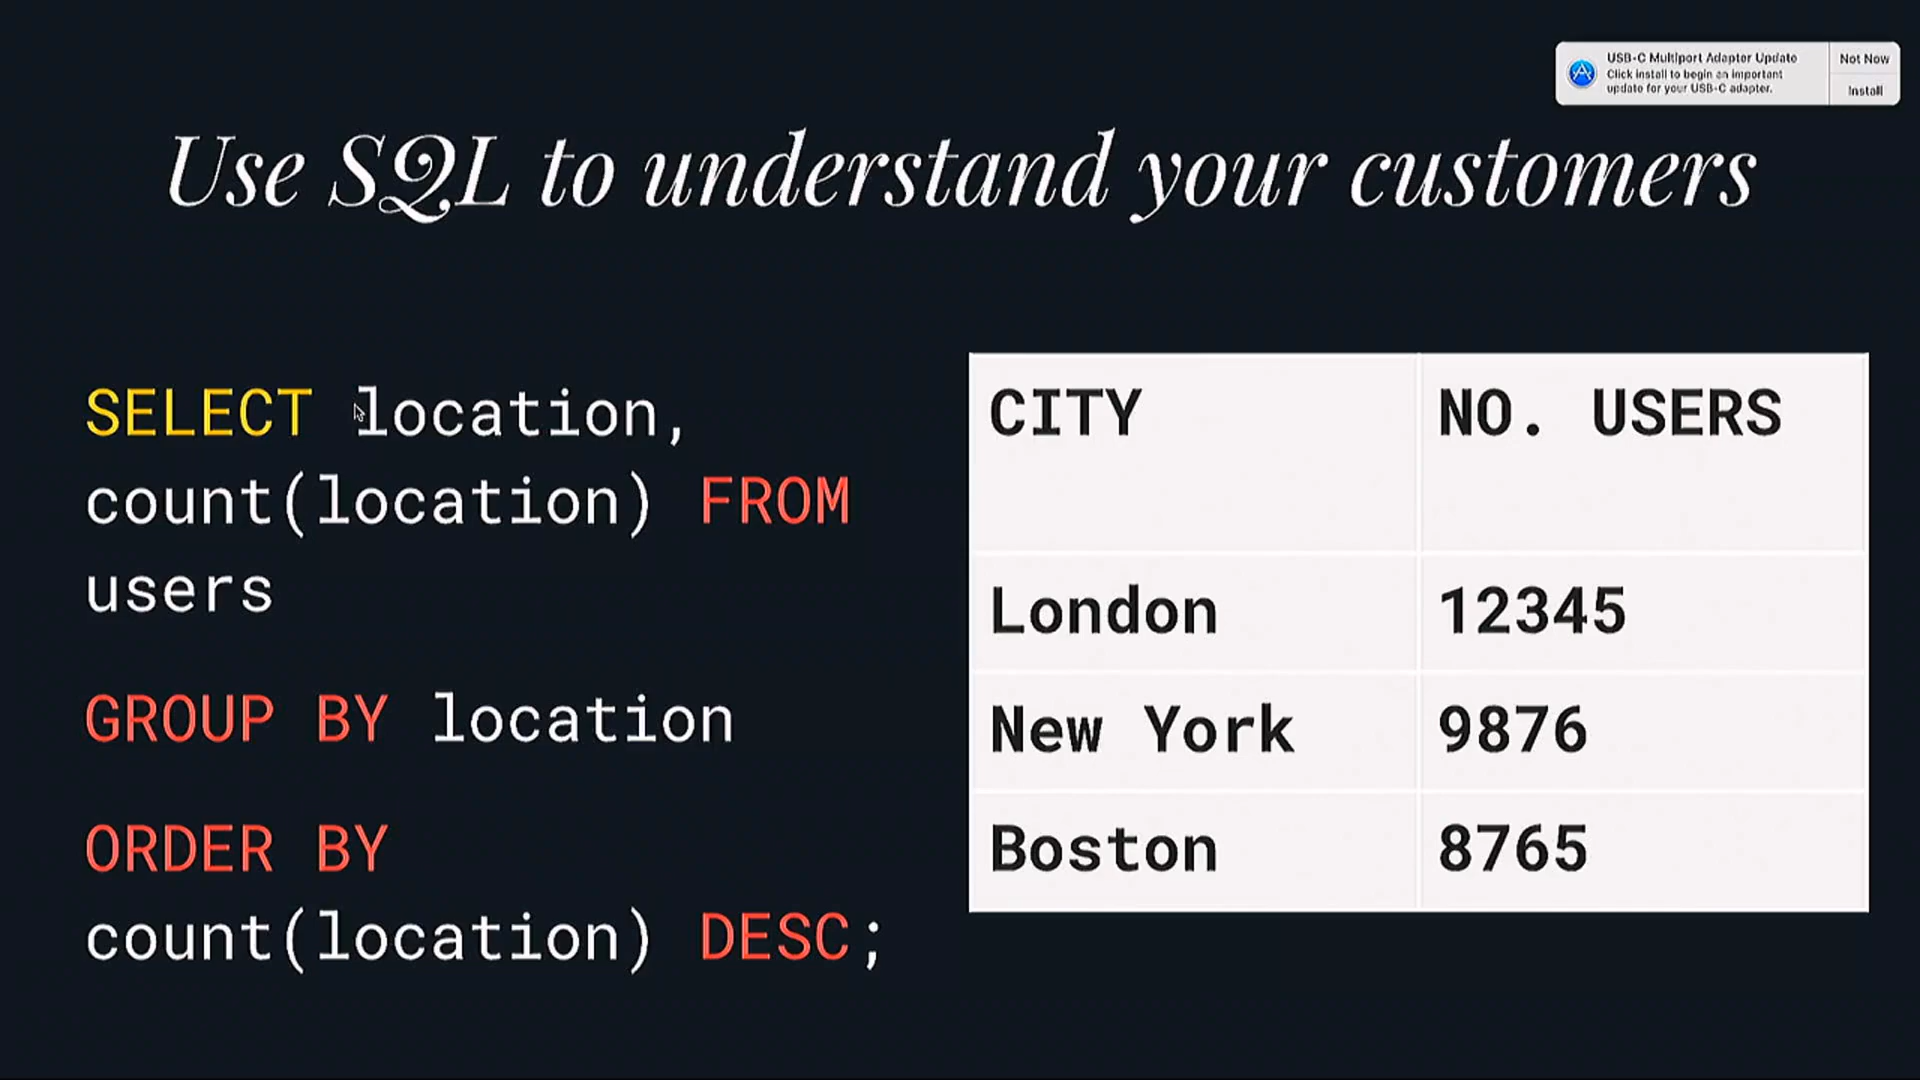 USB-C Multiport Adapter Update
Click install to begin an important
update for your USB-C adapter.
Not Now
Install
Use SQL to understand your customers
SELECT location,
count(location) FROM
users
GROUP BY location
ORDER BY
count(location) DESC;
CITY NO. USERS
London 12345
New York 9876
Boston 8765